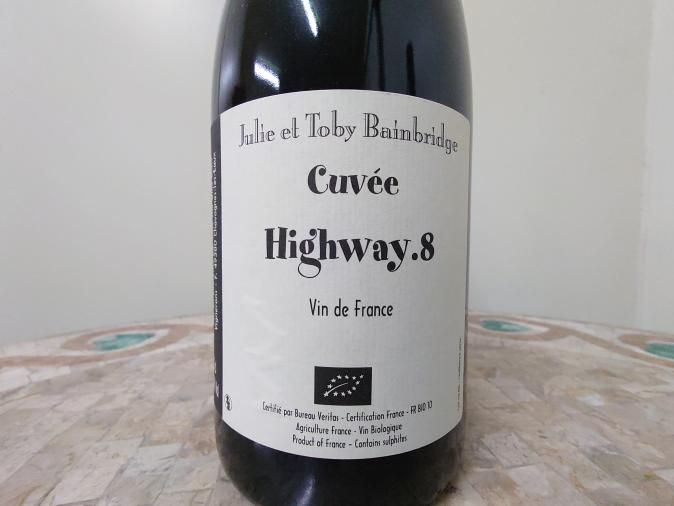 Julie et Toby Bainbridge
Cuvée
Highway.8
Vin de France
Certifié par Bureau Veritas - Certification France - FR BIO 10
Agriculture France - Vin Biologique
Product of France - Contains sulphites